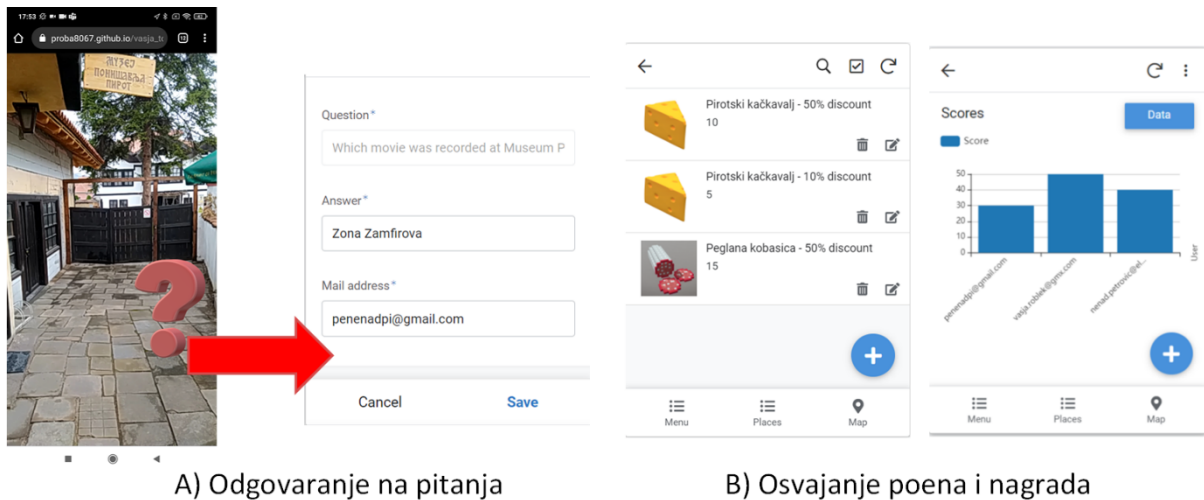 17:53
proba8067.github.io/vasja_te
МУЗЕЈ
ПОНИШАВЉА
ПИРОТ
Question*
Which movie was recorded at Museum P
Answer*
Zona Zamfirova
Mail address*
penenadpi@gmail.com
Cancel Save
A) Odgovaranje na pitanja
Pirotski kačkavalj - 50% discount
10
Pirotski kačkavalj - 10% discount
5
Peglana kobasica - 50% discount
15
Menu Places Map
Scores Data
Score
50
40
30
20
10
0
User
penenadpi@gmail.com
vasja.roblek@gmx.com
nenad.petrovic@el...
Menu Places Map
B) Osvajanje poena i nagrada